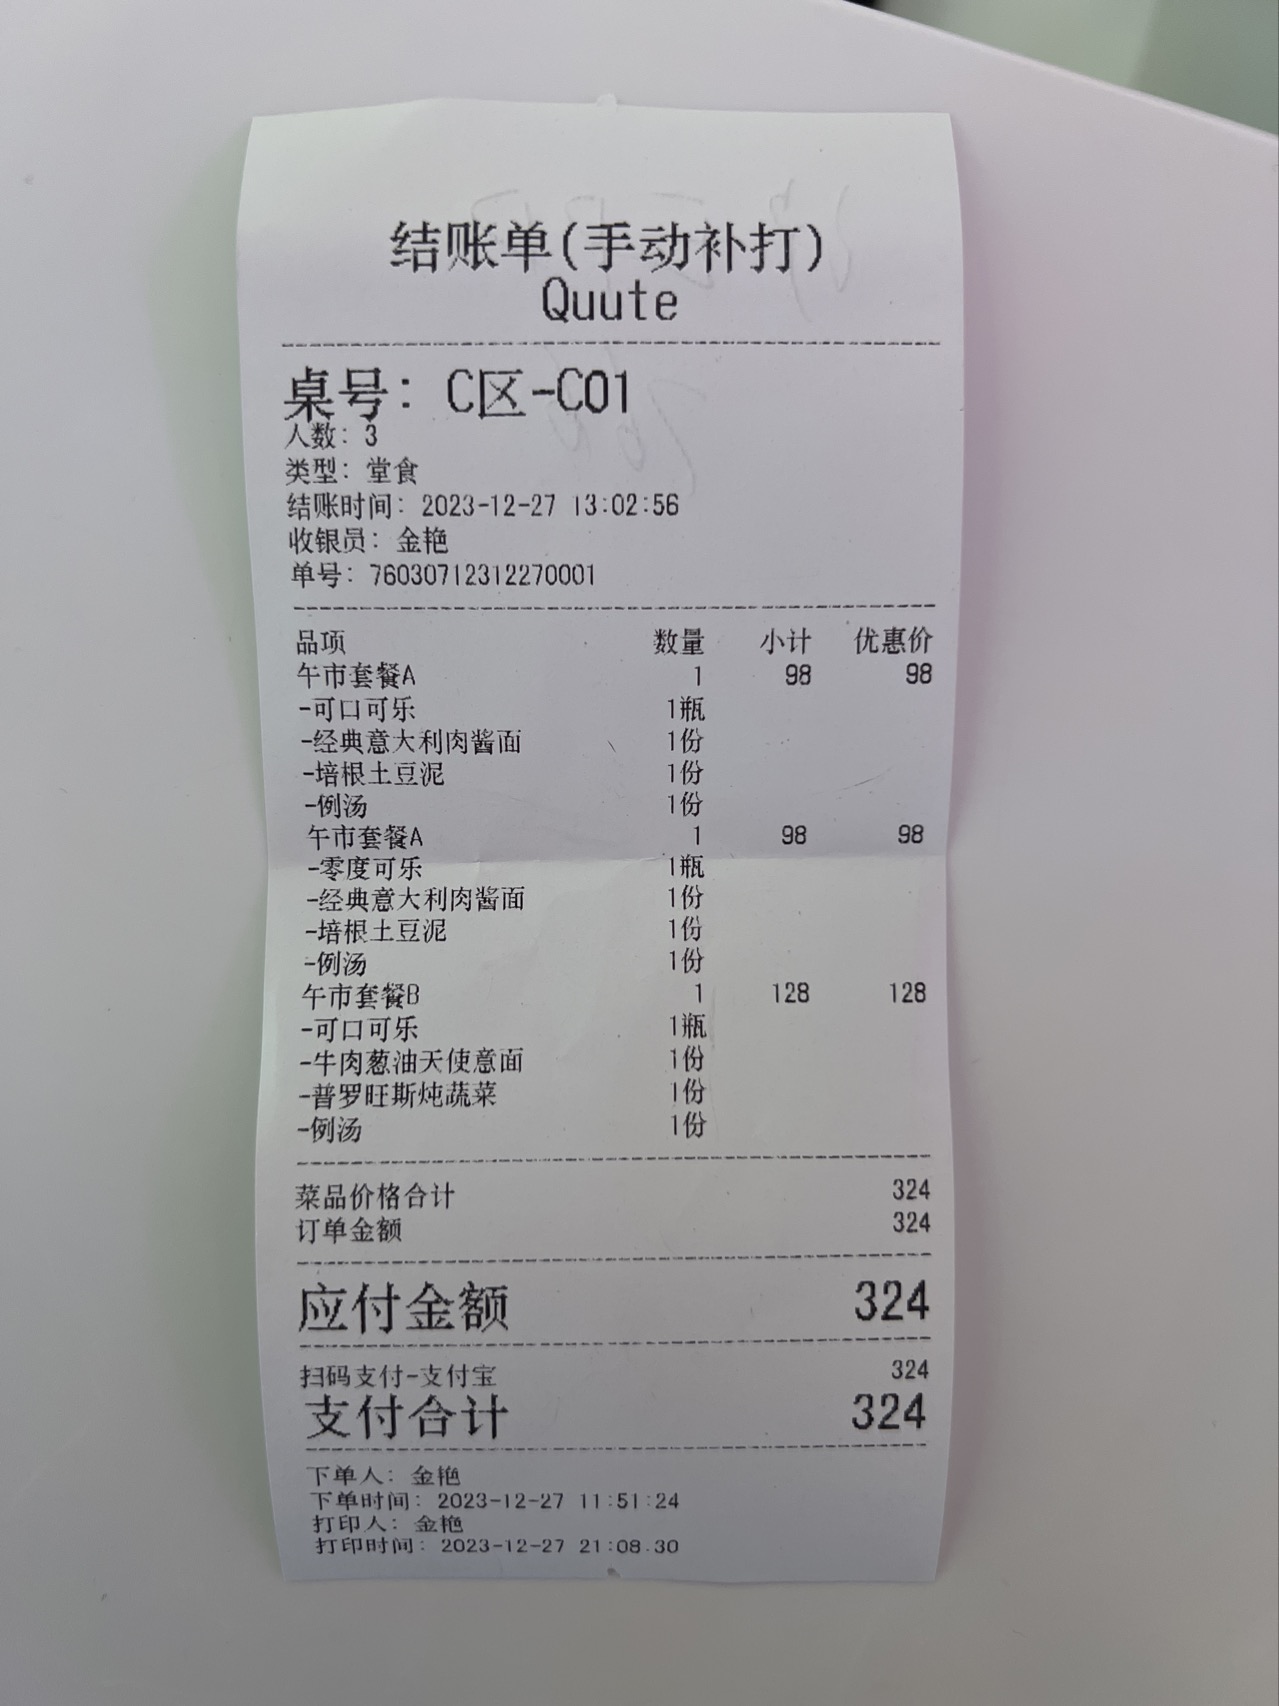 结账单(手动补打)
Quute
桌号: C区-C01
人数: 3
类型: 堂食
结账时间: 2023-12-27 13:02:56
收银员: 金艳
单号: 76030712312270001
品项 数量 小计 优惠价
午市套餐A 1 98 98
-可口可乐 1瓶
-经典意大利肉酱面 1份
-培根土豆泥 1份
-例汤 1份
午市套餐A 1 98 98
-零度可乐 1瓶
-经典意大利肉酱面 1份
-培根土豆泥 1份
-例汤 1份
午市套餐B 1 128 128
-可口可乐 1瓶
-牛肉葱油天使意面 1份
-普罗旺斯炖蔬菜 1份
-例汤 1份
菜品价格合计 324
订单金额 324
应付金额 324
扫码支付-支付宝 324
支付合计 324
下单人: 金艳
下单时间: 2023-12-27 11:51:24
打印人: 金艳
打印时间: 2023-12-27 21:08:30